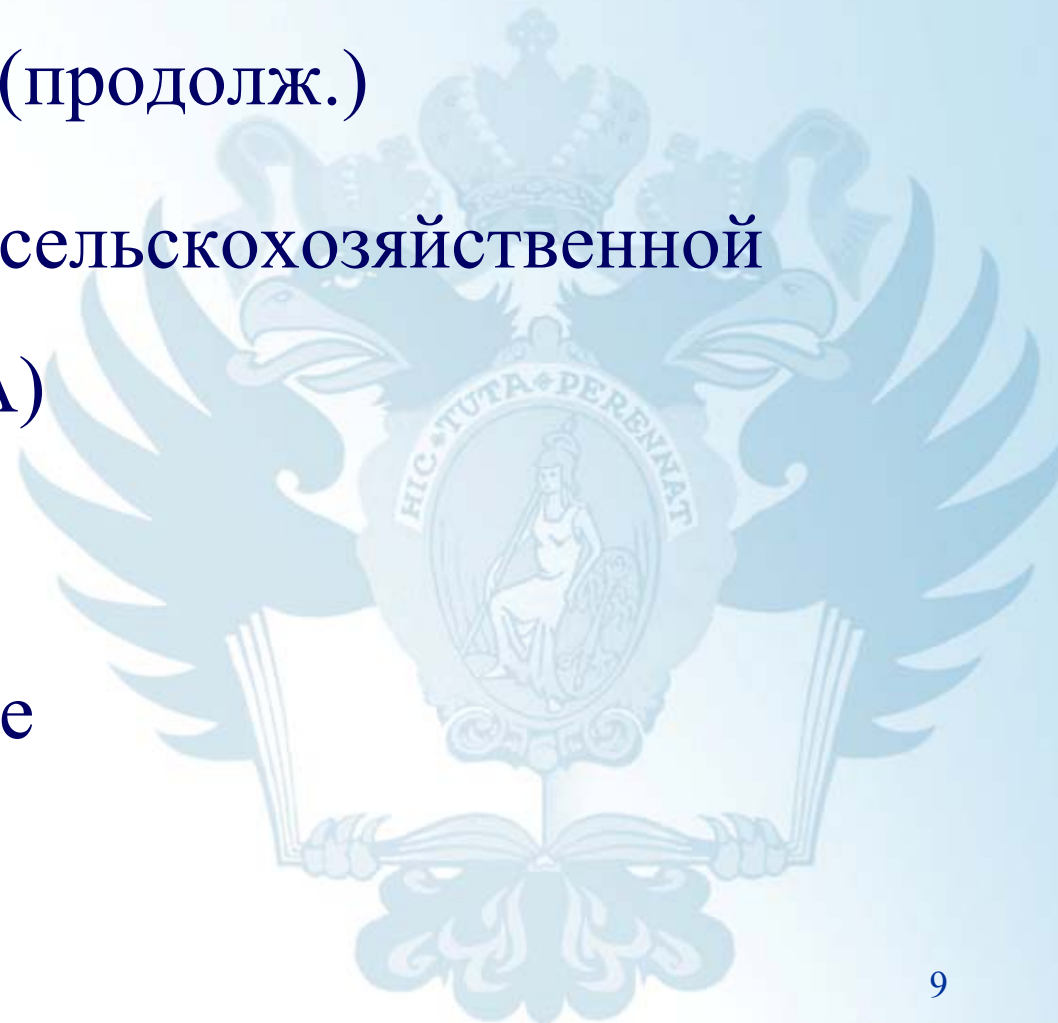 (продолж.)
сельскохозяйственной
А)
HIC * TUTA * PERENNAT
е
9